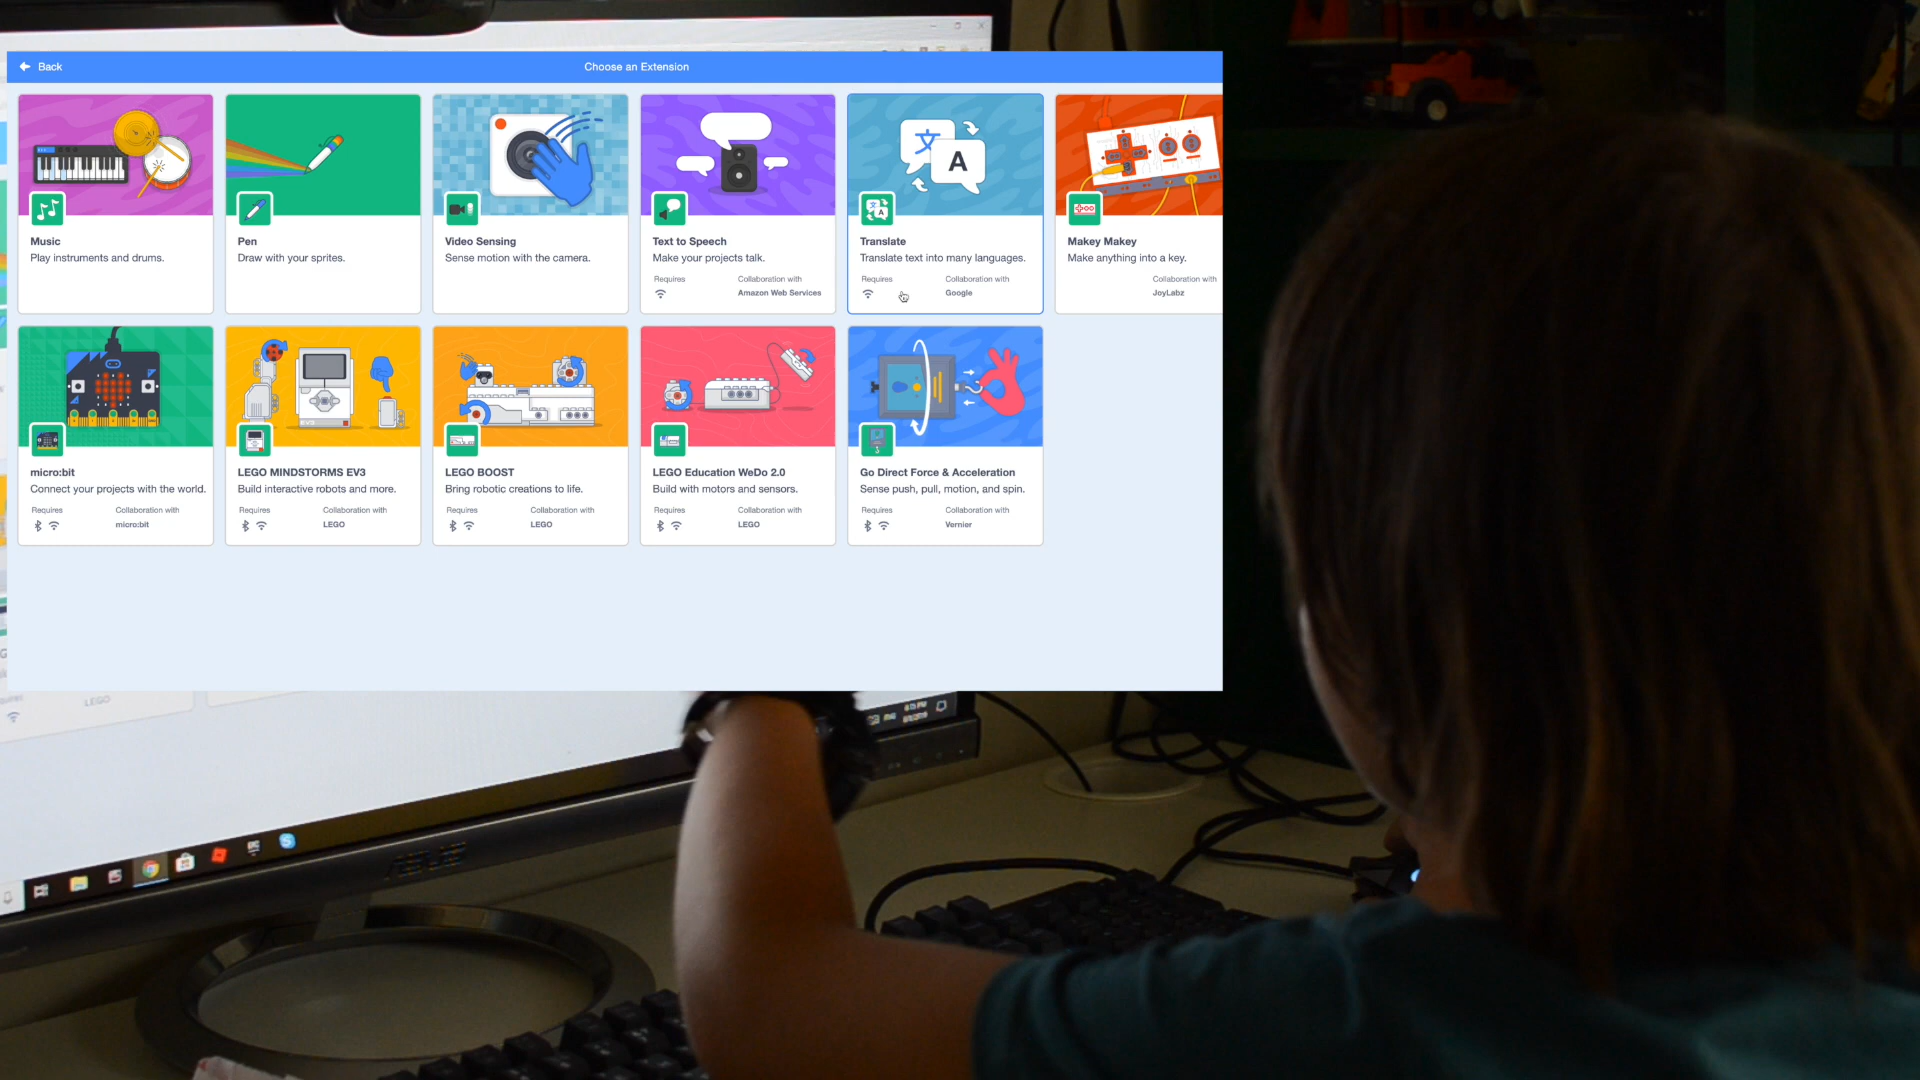 Back
Choose an Extension
Music
Play instruments and drums.
Pen
Draw with your sprites.
Video Sensing
Sense motion with the camera.
Text to Speech
Make your projects talk.
Requires
Collaboration with
Amazon Web Services
文
A
Translate
Translate text into many languages.
Requires
Collaboration with
Google
Makey Makey
Make anything into a key.
Collaboration with
JoyLabz
micro:bit
Connect your projects with the world.
Requires
Collaboration with
micro:bit
EV3
LEGO MINDSTORMS EV3
Build interactive robots and more.
Requires
Collaboration with
LEGO
LEGO BOOST
Bring robotic creations to life.
Requires
Collaboration with
LEGO
LEGO Education WeDo 2.0
Build with motors and sensors.
Requires
Collaboration with
LEGO
Go Direct Force & Acceleration
Sense push, pull, motion, and spin.
Requires
Collaboration with
Vernier
LEGO
ASUS